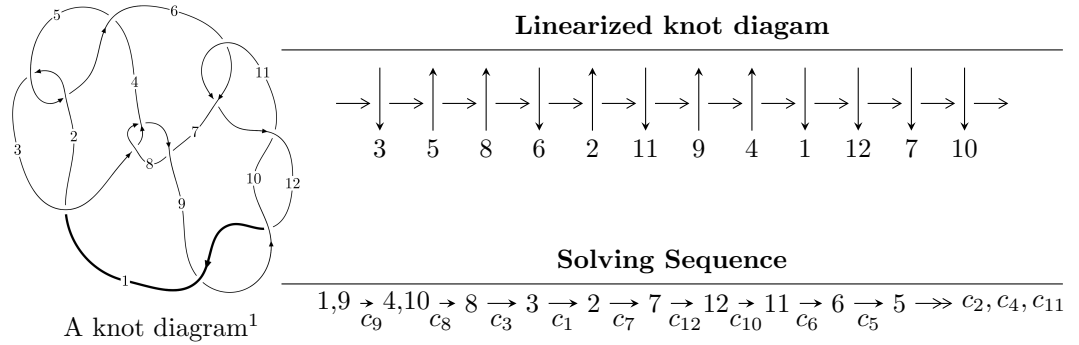 Linearized knot diagam
3 5 8 6 2 11 9 4 1 12 7 10
Solving Sequence
1,9 → 4,10 → 8 → 3 → 2 → 7 → 12 → 11 → 6 → 5 →→ c₂, c₄, c₁₁
c₉ c₈ c₃ c₁ c₇ c₁₂ c₁₀ c₆ c₅
5 6
11
4
2 7
3 8
10 12
9
1
A knot diagram¹